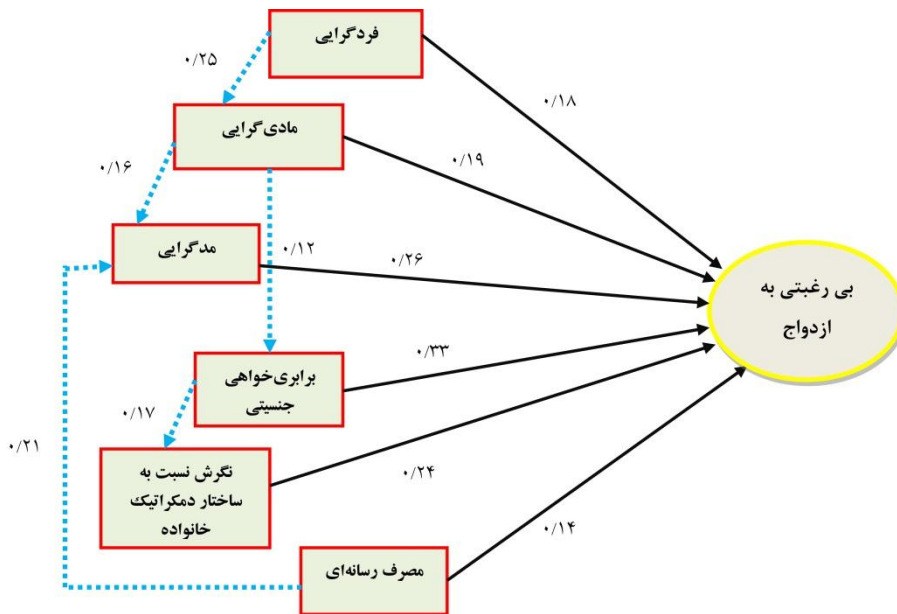 فردگرایی
۰/۲۵
۰/۱۸
مادی‌گرایی
۰/۱۶
۰/۱۹
مدگرایی
۰/۱۲
۰/۲۶
بی رغبتی به
ازدواج
۰/۳۳
برابری‌خواهی
جنسیتی
۰/۱۷
۰/۲۱
نگرش نسبت به
ساختار دمکراتیک
خانواده
۰/۲۴
۰/۱۴
مصرف رسانه‌ای